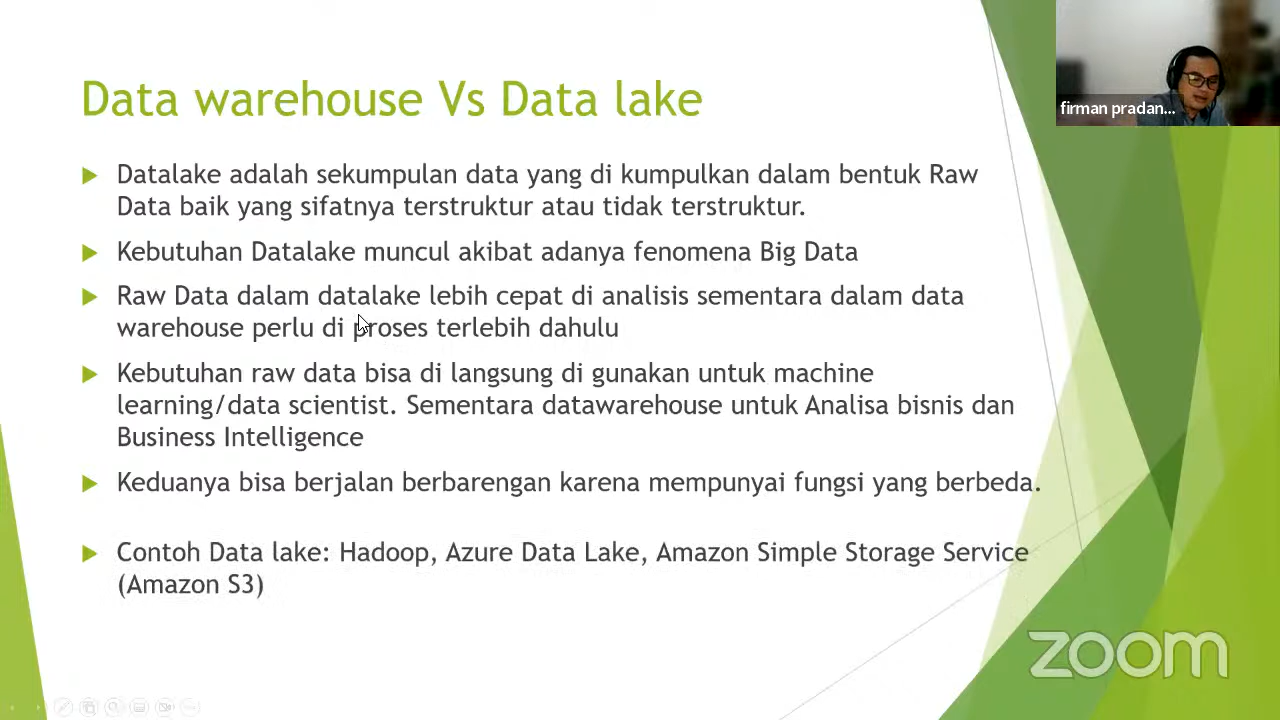 Data warehouse Vs Data lake
firman pradan...
Datalake adalah sekumpulan data yang di kumpulkan dalam bentuk Raw
Data baik yang sifatnya terstruktur atau tidak terstruktur.
Kebutuhan Datalake muncul akibat adanya fenomena Big Data
Raw Data dalam datalake lebih cepat di analisis sementara dalam data
warehouse perlu di proses terlebih dahulu
Kebutuhan raw data bisa di langsung di gunakan untuk machine
learning/data scientist. Sementara datawarehouse untuk Analisa bisnis dan
Business Intelligence
Keduanya bisa berjalan berbarengan karena mempunyai fungsi yang berbeda.
Contoh Data lake: Hadoop, Azure Data Lake, Amazon Simple Storage Service
(Amazon S3)
zoom